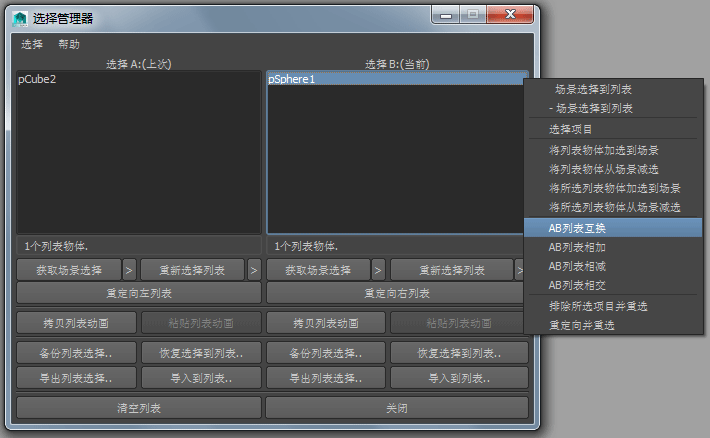 选择管理器
选择 帮助
选择 A:(上次) 选择 B:(当前)
pCube2 pSphere1
1个列表物体. 1个列表物体.
获取场景选择 > 重新选择列表 > 获取场景选择 > 重新选择列表 >
重定向左列表 重定向右列表
拷贝列表动画 粘贴列表动画 拷贝列表动画 粘贴列表动画
备份列表选择.. 恢复选择到列表.. 备份列表选择.. 恢复选择到列表..
导出列表选择.. 导入到列表.. 导出列表选择.. 导入到列表..
清空列表 关闭
场景选择到列表
- 场景选择到列表
选择项目
将列表物体加选到场景
将列表物体从场景减选
将所选列表物体加选到场景
将所选列表物体从场景减选
AB列表互换
AB列表相加
AB列表相减
AB列表相交
排除所选项目并重选
重定向并重选